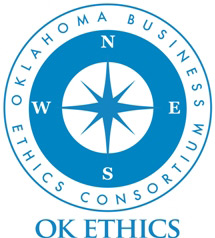 OKLAHOMA BUSINESS
ETHICS CONSORTIUM
N
W E
S
OK ETHICS